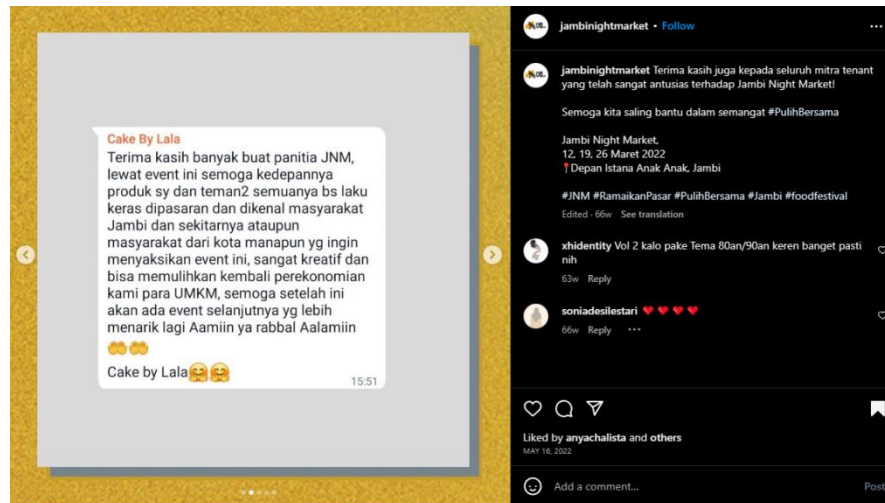 Cake By Lala
Terima kasih banyak buat panitia JNM,
lewat event ini semoga kedepannya
produk sy dan teman2 semuanya bs laku
keras dipasaran dan dikenal masyarakat
Jambi dan sekitarnya ataupun
masyarakat dari kota manapun yg ingin
menyaksikan event ini, sangat kreatif dan
bisa memulihkan kembali perekonomian
kami para UMKM, semoga setelah ini
akan ada event selanjutnya yg lebih
menarik lagi Aamiin ya rabbal Aalamiin
🤲🤲
Cake by Lala🤗🤗
15:51
jambinightmarket • Follow
jambinightmarket Terima kasih juga kepada seluruh mitra tenant
yang telah sangat antusias terhadap Jambi Night Market!
Semoga kita saling bantu dalam semangat #PulihBersama
Jambi Night Market,
12, 19, 26 Maret 2022
📍Depan Istana Anak Anak, Jambi
#JNM #RamaikanPasar #PulihBersama #Jambi #foodfestival
Edited · 66w See translation
xhidentity Vol 2 kalo pake Tema 80an/90an keren banget pasti
nih
63w Reply
soniadesilestari ❤️ ❤️ ❤️ ❤️
66w Reply ...
Liked by anyachalista and others
MAY 16, 2022
Add a comment...
Post